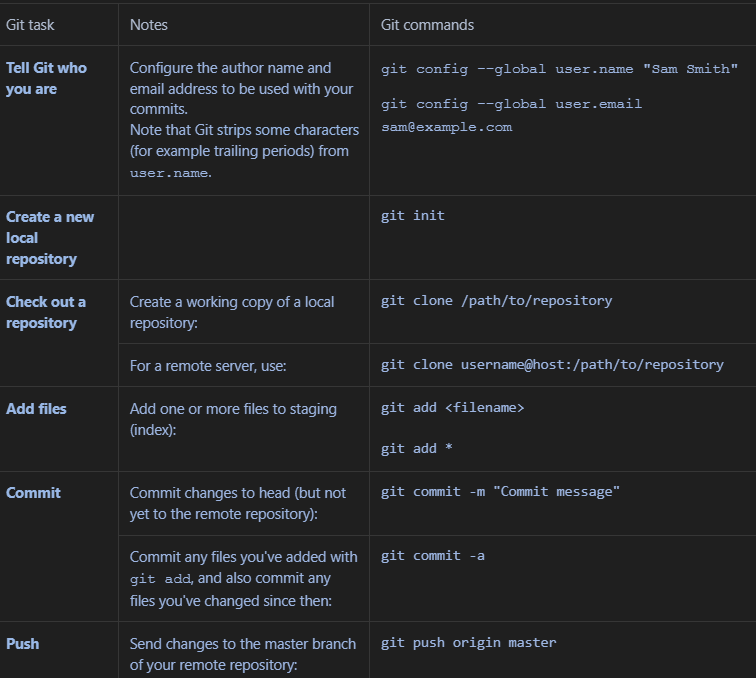 Git task Notes Git commands
Tell Git who
you are
Configure the author name and
email address to be used with your
commits.
Note that Git strips some characters
(for example trailing periods) from
user.name.
git config --global user.name "Sam Smith"
git config --global user.email
sam@example.com
Create a new
local
repository
git init
Check out a
repository
Create a working copy of a local
repository:
git clone /path/to/repository
For a remote server, use:
git clone username@host:/path/to/repository
Add files
Add one or more files to staging
(index):
git add <filename>
git add *
Commit
Commit changes to head (but not
yet to the remote repository):
git commit -m "Commit message"
Commit any files you've added with
git add, and also commit any
files you've changed since then:
git commit -a
Push
Send changes to the master branch
of your remote repository:
git push origin master